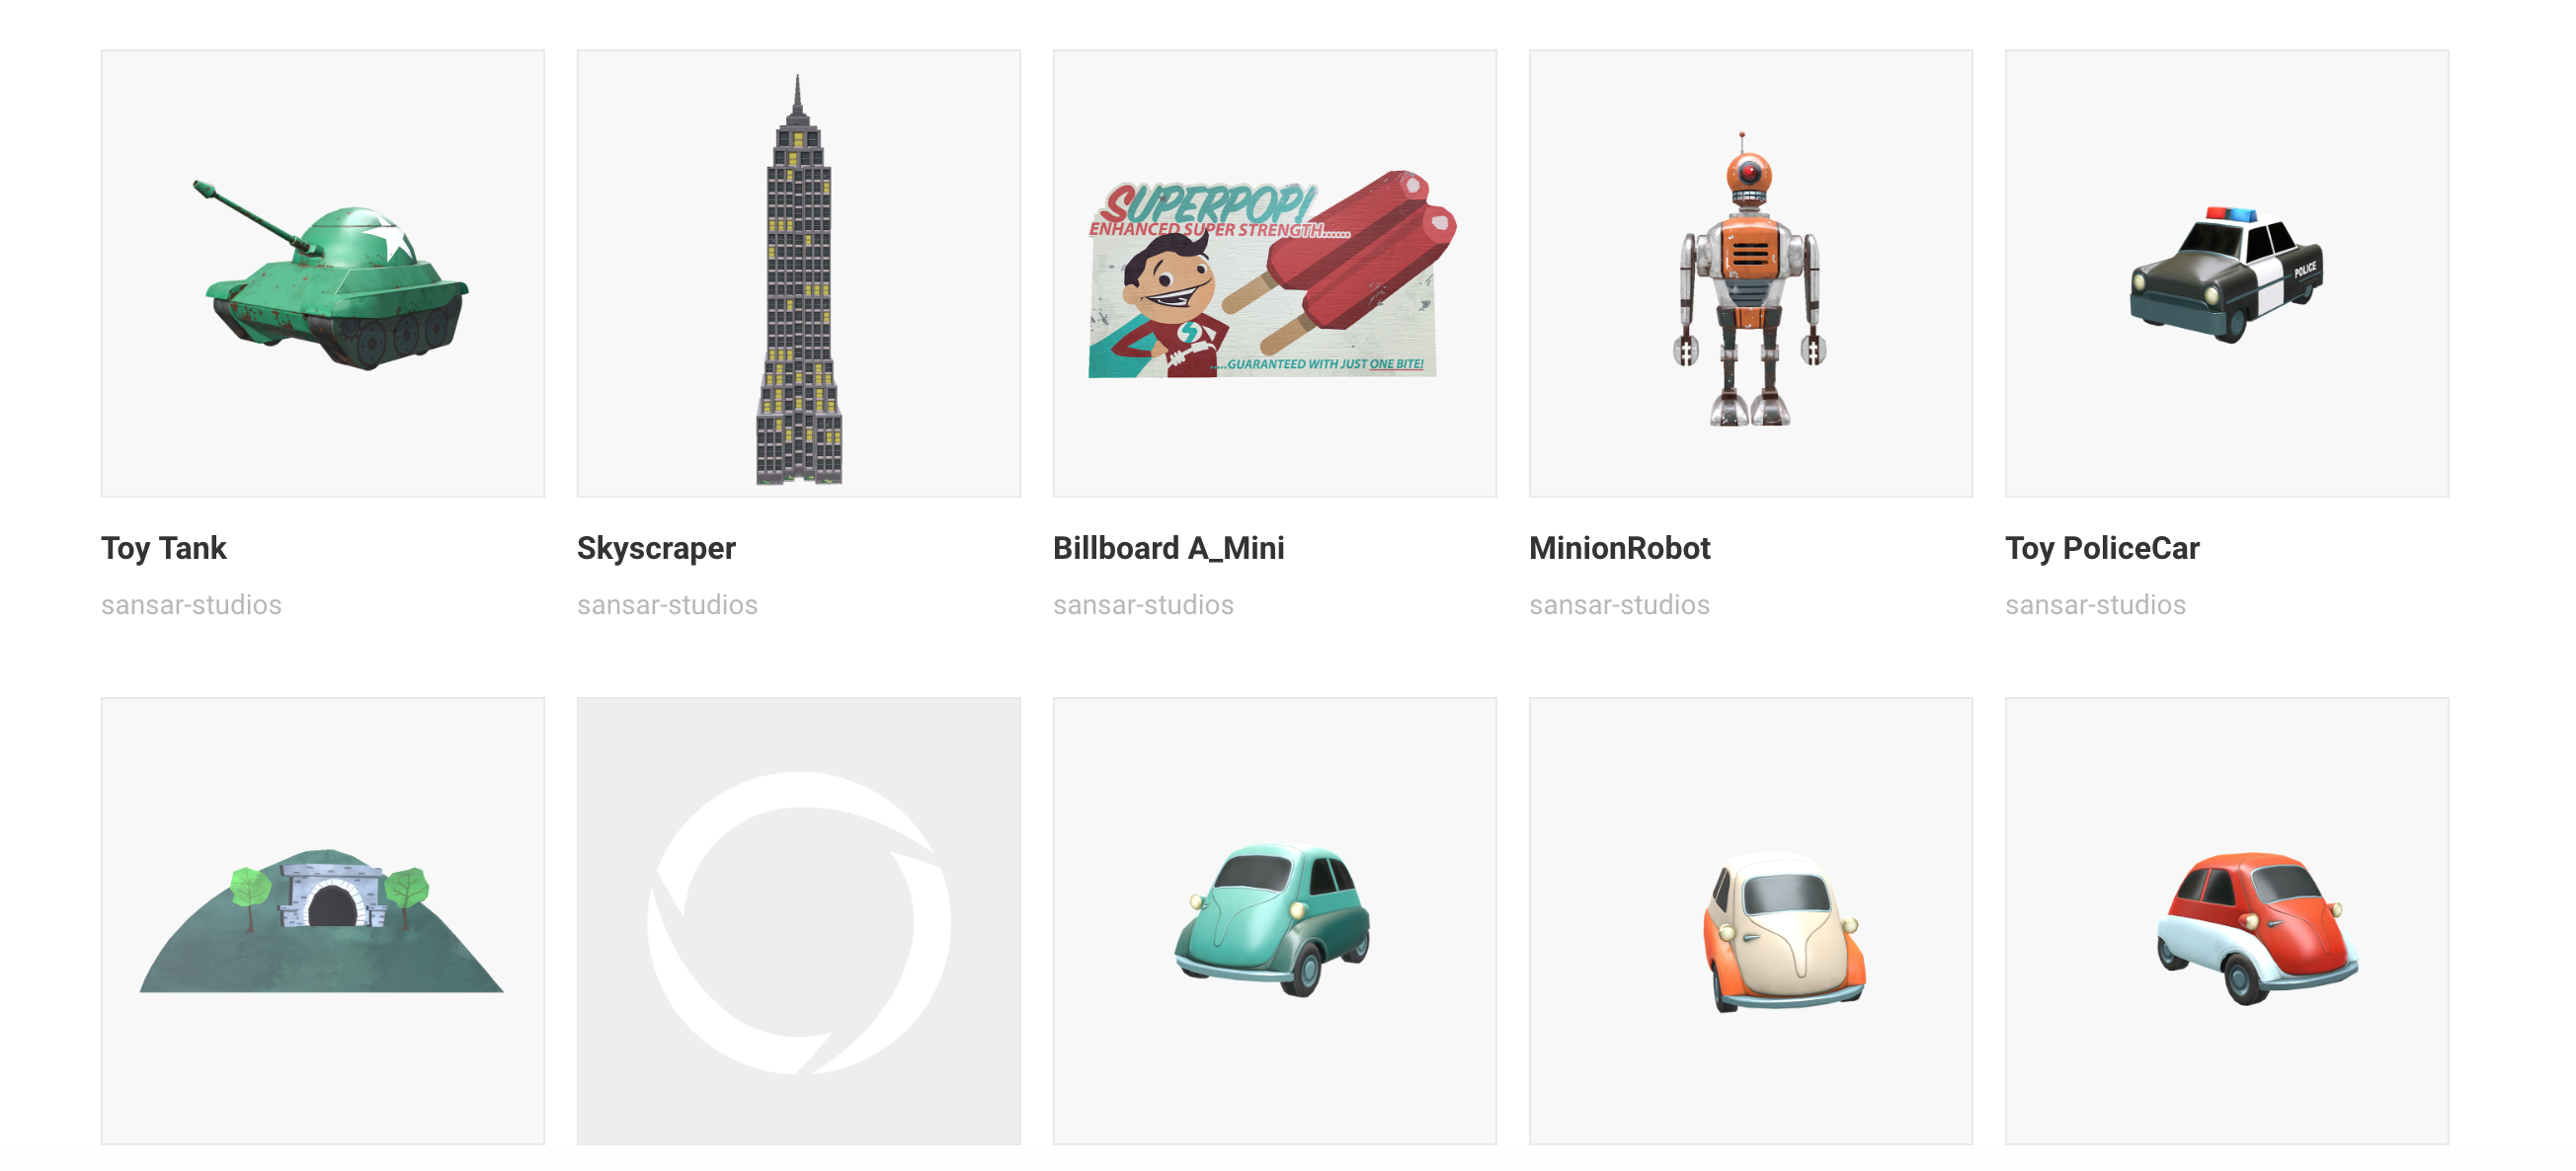 SUPERPOP!
ENHANCED SUPER STRENGTH......
S
.....GUARANTEED WITH JUST ONE BITE!
POLICE
Toy Tank
Skyscraper
Billboard A_Mini
MinionRobot
Toy PoliceCar
sansar-studios
sansar-studios
sansar-studios
sansar-studios
sansar-studios